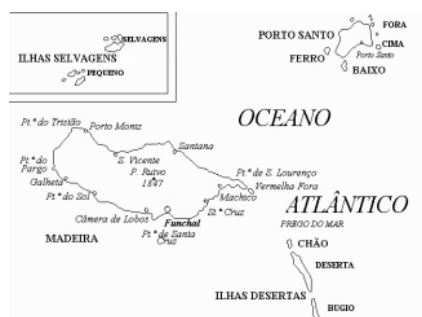 SELVAGENS
ILHAS SELVAGENS
PEQUENO
PORTO SANTO
FORA
CIMA
Porto Santo
FERRO
BAIXO
OCEANO
ATLÂNTICO
Pt.ª do Tristão
Porto Moniz
Santana
S. Vicente
P. Ruivo
1847
Pt.ª do
Pargo
Galheta
Pt.ª do Sol
Câmera de Lobos
Funchal
Pt.ª de Santa
Cruz
Pt.ª de S. Lourenço
Vermelha Fora
Machico
St.ª Cruz
MADEIRA
PREGO DO MAR
CHÃO
DESERTA
ILHAS DESERTAS
BUGIO